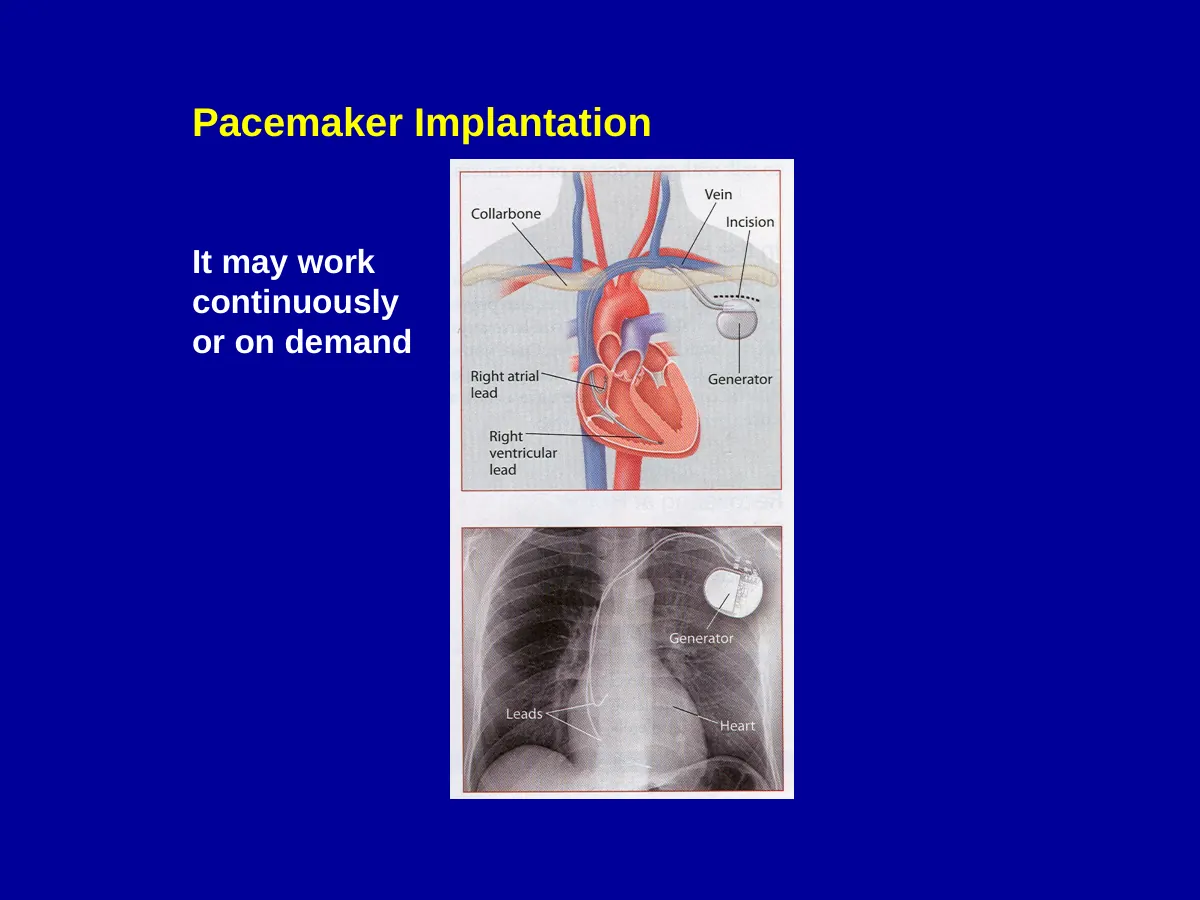 Pacemaker Implantation
It may work
continuously
or on demand
Vein
Collarbone
Incision
Right atrial
lead
Generator
Right
ventricular
lead
Generator
Leads
Heart